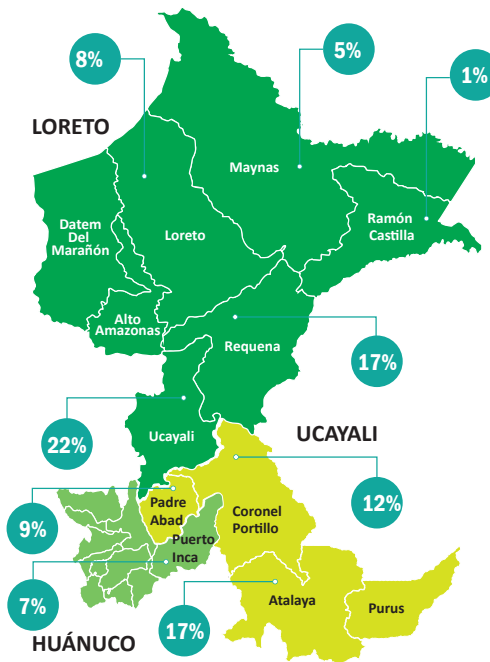 8%
5%
1%
LORETO
Maynas
Ramón
Castilla
Datem
Del
Marañón
Loreto
Alto
Amazonas
Requena
17%
22%
Ucayali
UCAYALI
12%
9%
Padre
Abad
Coronel
Portillo
Puerto
Inca
7%
17%
Atalaya
Purus
HUÁNUCO